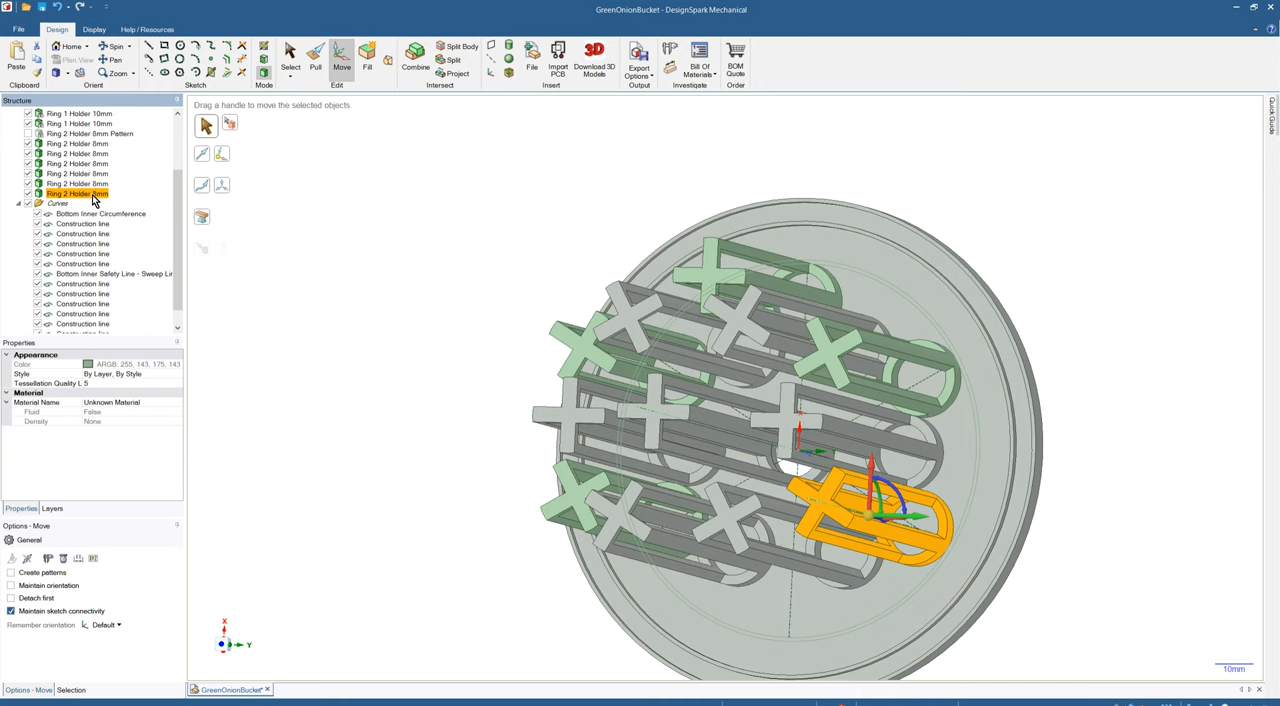 GreenOnionBucket - DesignSpark Mechanical
File Design Display Help / Resources
Paste Home Spin Plan View Pan Zoom Select Pull Move Fill Combine Split Body Split Project File Import PCB Download 3D Models Export Options Bill Of Materials BOM Quote
Clipboard Orient Sketch Mode Edit Intersect Insert Output Investigate Order
Structure
Ring 1 Holder 10mm
Ring 1 Holder 10mm
Ring 2 Holder 8mm Pattern
Ring 2 Holder 8mm
Ring 2 Holder 8mm
Ring 2 Holder 8mm
Ring 2 Holder 8mm
Ring 2 Holder 8mm
Ring 2 Holder 8mm
Curves
Bottom Inner Circumference
Construction line
Construction line
Construction line
Construction line
Construction line
Bottom Inner Safety Line - Sweep Lir
Construction line
Construction line
Construction line
Construction line
Construction line
Drag a handle to move the selected objects
Quick Guide
Properties
Appearance
Color ARGB: 255, 143, 175, 143
Style By Layer, By Style
Tessellation Quality L 5
Material
Material Name Unknown Material
Fluid False
Density None
Properties Layers
Options - Move
General
Create patterns
Maintain orientation
Detach first
Maintain sketch connectivity
Remember orientation Default
X
Y
10mm
Options - Move Selection
GreenOnionBucket*